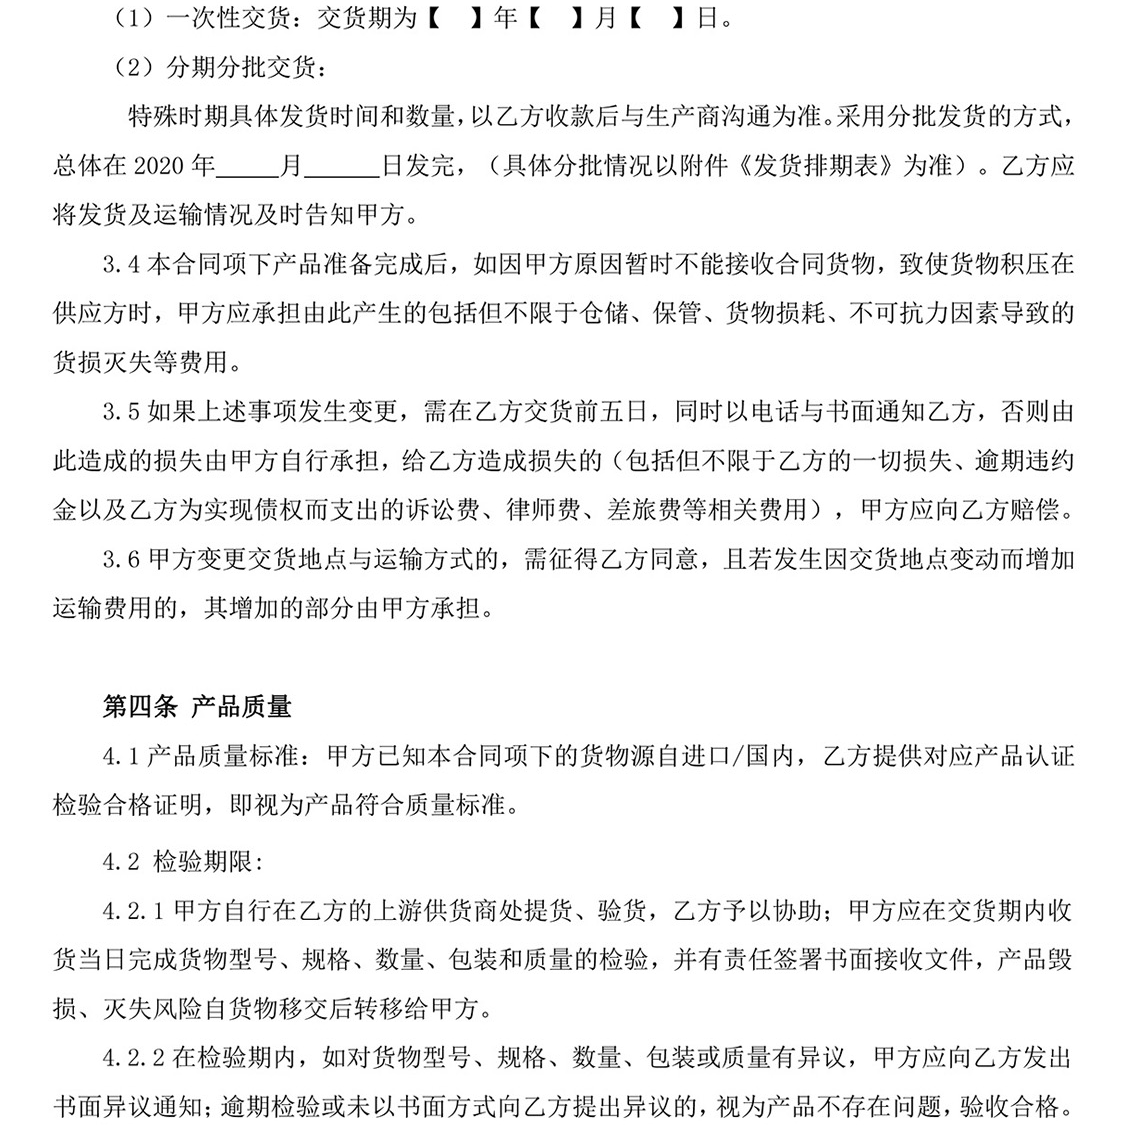 （1）一次性交货：交货期为【　】年【　】月【　】日。
（2）分期分批交货：
特殊时期具体发货时间和数量，以乙方收款后与生产商沟通为准。采用分批发货的方式，
总体在 2020 年_____月______日发完，（具体分批情况以附件《发货排期表》为准）。乙方应
将发货及运输情况及时告知甲方。
3.4 本合同项下产品准备完成后，如因甲方原因暂时不能接收合同货物，致使货物积压在
供应方时，甲方应承担由此产生的包括但不限于仓储、保管、货物损耗、不可抗力因素导致的
货损灭失等费用。
3.5 如果上述事项发生变更，需在乙方交货前五日，同时以电话与书面通知乙方，否则由
此造成的损失由甲方自行承担，给乙方造成损失的（包括但不限于乙方的一切损失、逾期违约
金以及乙方为实现债权而支出的诉讼费、律师费、差旅费等相关费用），甲方应向乙方赔偿。
3.6 甲方变更交货地点与运输方式的，需征得乙方同意，且若发生因交货地点变动而增加
运输费用的，其增加的部分由甲方承担。
第四条 产品质量
4.1 产品质量标准：甲方已知本合同项下的货物源自进口/国内，乙方提供对应产品认证
检验合格证明，即视为产品符合质量标准。
4.2 检验期限:
4.2.1 甲方自行在乙方的上游供货商处提货、验货，乙方予以协助；甲方应在交货期内收
货当日完成货物型号、规格、数量、包装和质量的检验，并有责任签署书面接收文件，产品毁
损、灭失风险自货物移交后转移给甲方。
4.2.2 在检验期内，如对货物型号、规格、数量、包装或质量有异议，甲方应向乙方发出
书面异议通知；逾期检验或未以书面方式向乙方提出异议的，视为产品不存在问题，验收合格。